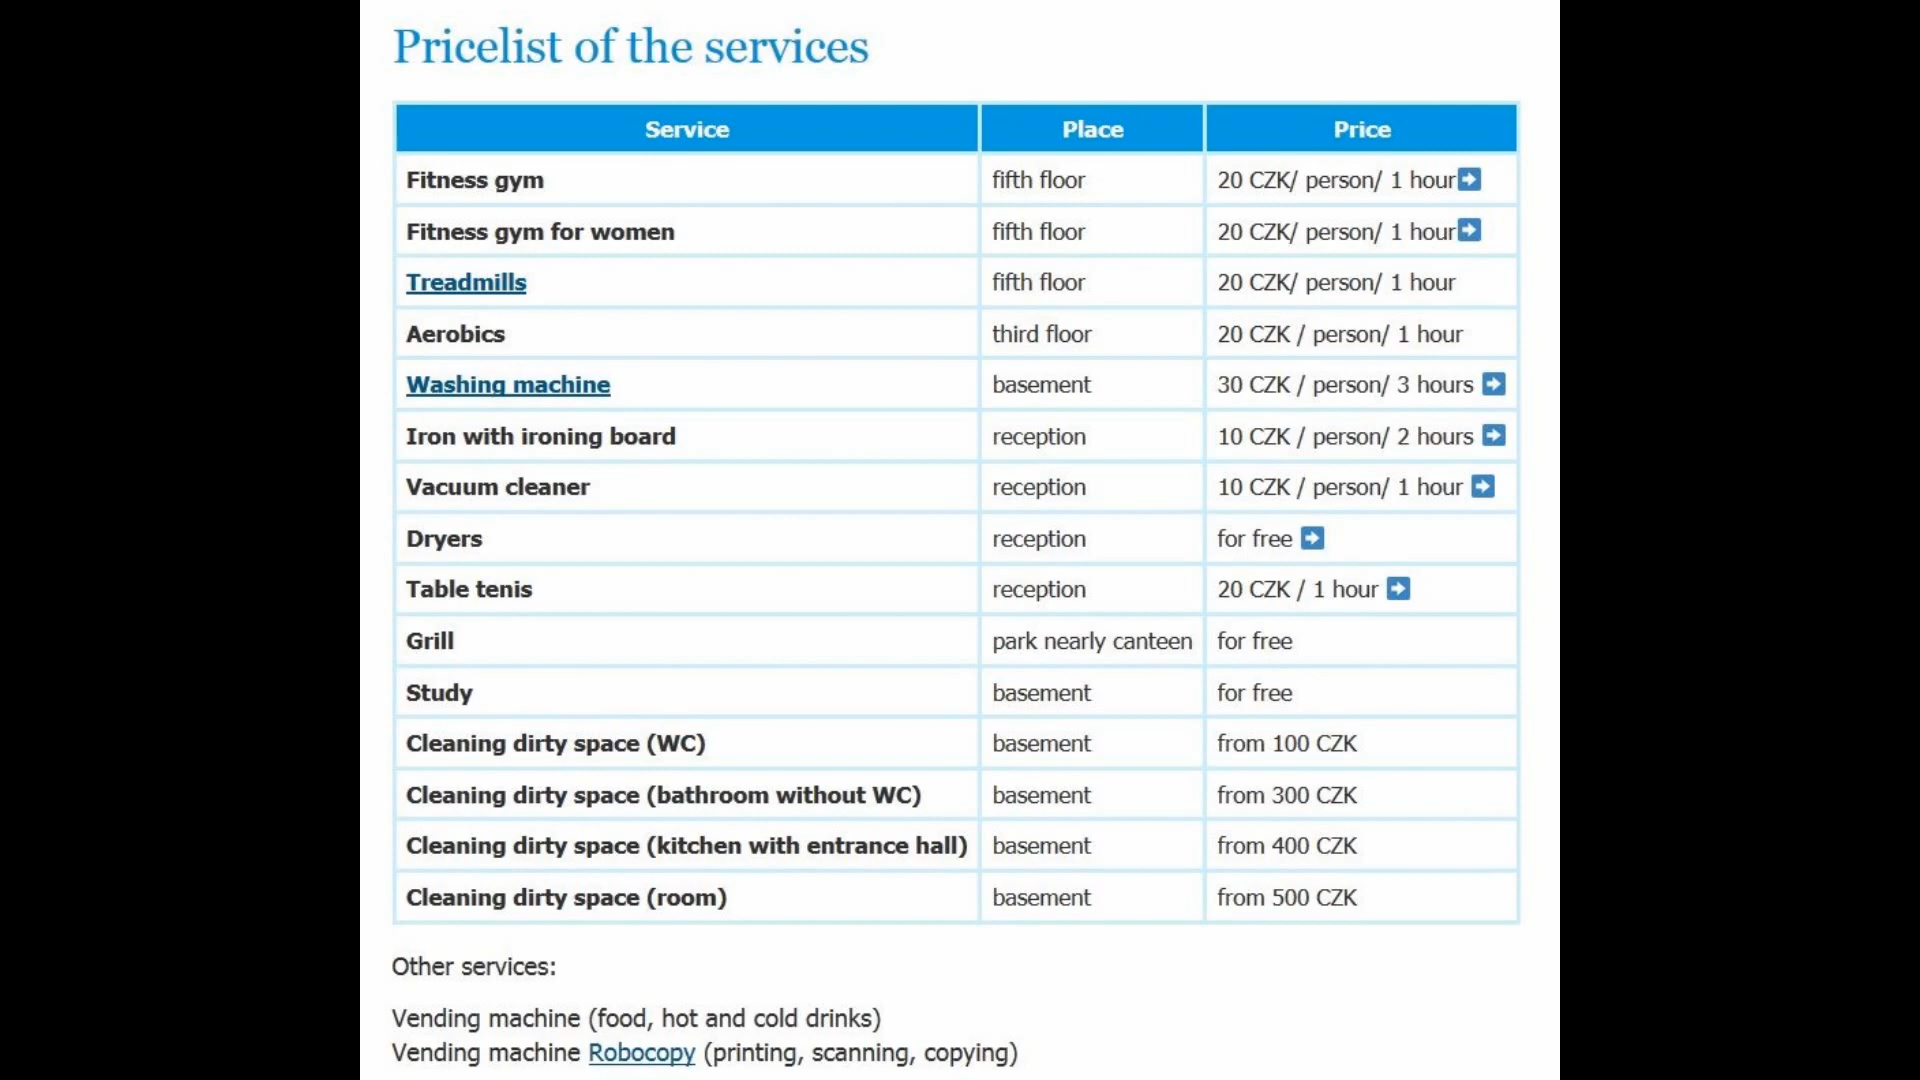 Pricelist of the services
Service Place Price
Fitness gym fifth floor 20 CZK/ person/ 1 hour
Fitness gym for women fifth floor 20 CZK/ person/ 1 hour
Treadmills fifth floor 20 CZK/ person/ 1 hour
Aerobics third floor 20 CZK / person/ 1 hour
Washing machine basement 30 CZK / person/ 3 hours
Iron with ironing board reception 10 CZK / person/ 2 hours
Vacuum cleaner reception 10 CZK / person/ 1 hour
Dryers reception for free
Table tenis reception 20 CZK / 1 hour
Grill park nearly canteen for free
Study basement for free
Cleaning dirty space (WC) basement from 100 CZK
Cleaning dirty space (bathroom without WC) basement from 300 CZK
Cleaning dirty space (kitchen with entrance hall) basement from 400 CZK
Cleaning dirty space (room) basement from 500 CZK
Other services:
Vending machine (food, hot and cold drinks)
Vending machine Robocopy (printing, scanning, copying)